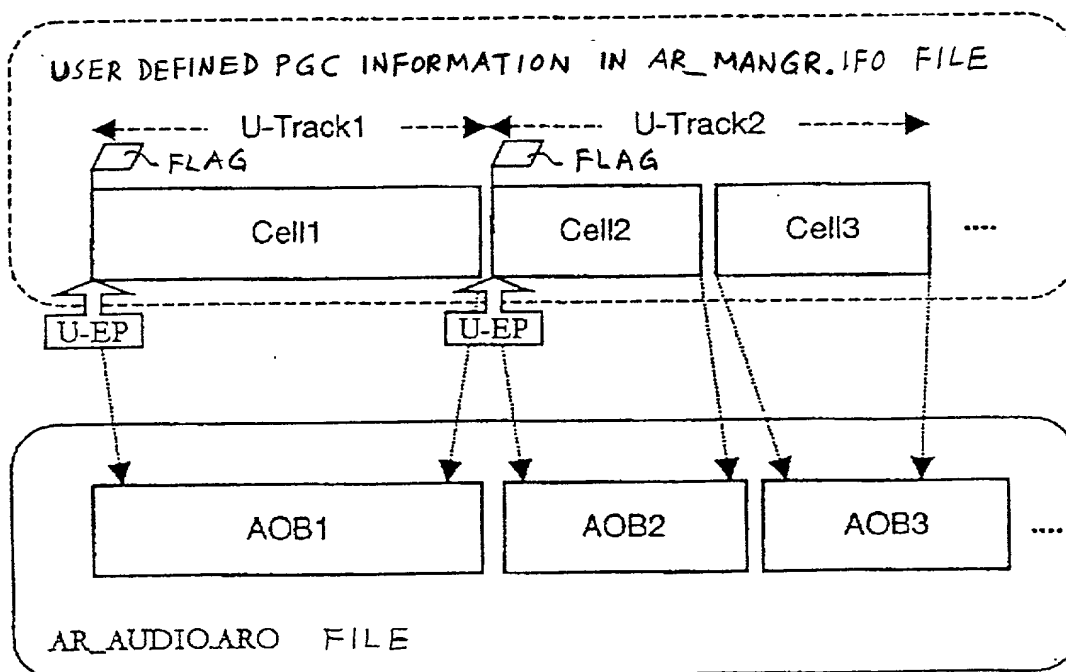 USER DEFINED PGC INFORMATION IN AR_MANGR.IFO FILE
U-Track1 U-Track2
FLAG FLAG
Cell1 Cell2 Cell3 ....
U-EP U-EP
AOB1 AOB2 AOB3 ....
AR_AUDIO.ARO FILE